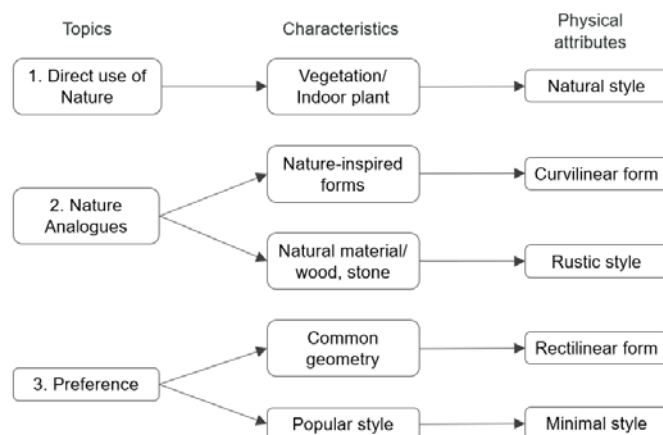 Topics
Characteristics
Physical
attributes
1. Direct use of
Nature
Vegetation/
Indoor plant
Natural style
2. Nature
Analogues
Nature-inspired
forms
Curvilinear form
Natural material/
wood, stone
Rustic style
3. Preference
Common
geometry
Rectilinear form
Popular style
Minimal style